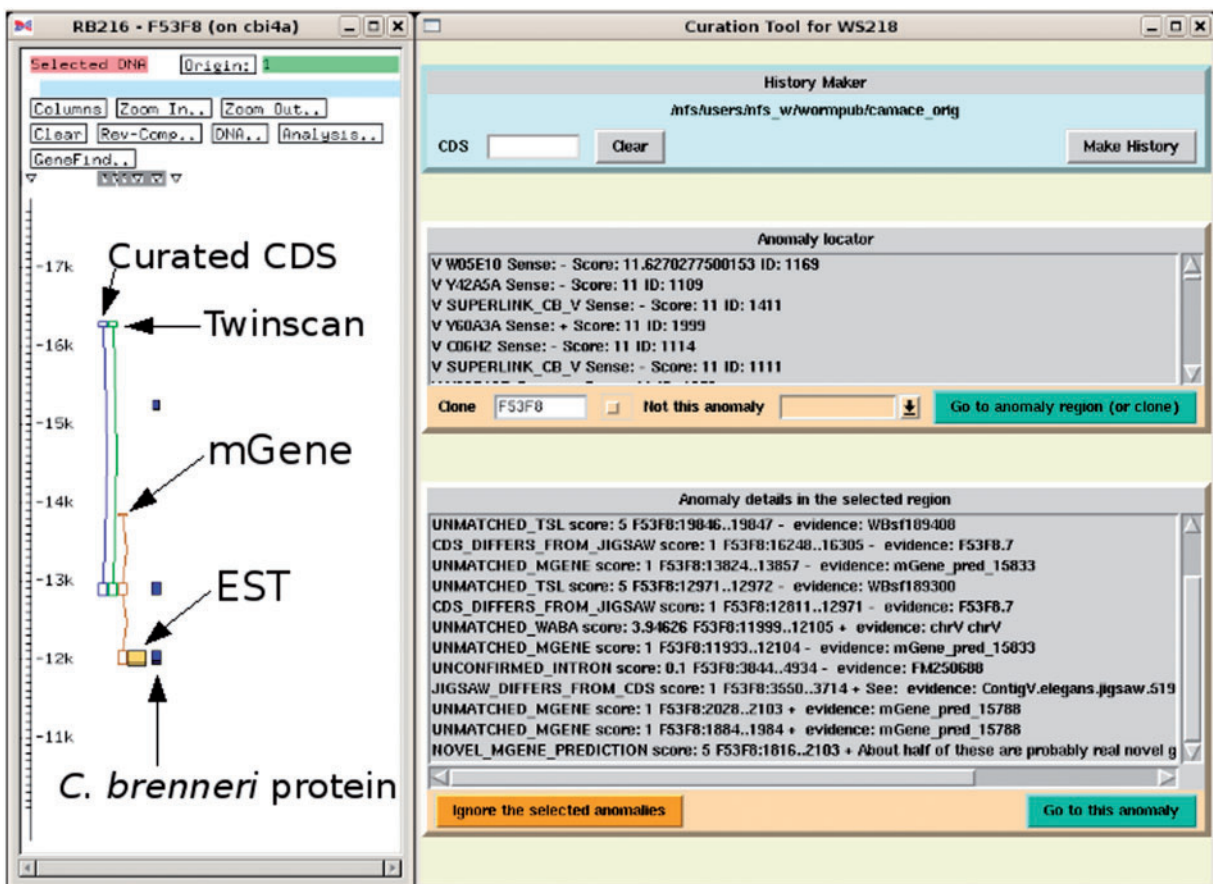 RB216 - F53F8 (on cbi4a)
Selected DNA Origin: 1
Columns Zoom In.. Zoom Out..
Clear Rev-Comp.. DNA.. Analysis..
GeneFind..
-17k
-16k
-15k
-14k
-13k
-12k
-11k
Curated CDS
Twinscan
mGene
EST
C. brenneri protein
Curation Tool for WS218
History Maker
/nfs/users/nfs_w/wormpub/camace_orig
CDS Clear Make History
Anomaly locator
V W05E10 Sense: - Score: 11.6270277500153 ID: 1169
V Y42A5A Sense: - Score: 11 ID: 1109
V SUPERLINK_CB_V Sense: - Score: 11 ID: 1411
V Y60A3A Sense: + Score: 11 ID: 1999
V C06H2 Sense: - Score: 11 ID: 1114
V SUPERLINK_CB_V Sense: - Score: 11 ID: 1111
Clone F53F8 Not this anomaly Go to anomaly region (or clone)
Anomaly details in the selected region
UNMATCHED_TSL score: 5 F53F8:19846..19847 - evidence: WBsf189408
CDS_DIFFERS_FROM_JIGSAW score: 1 F53F8:16248..16305 - evidence: F53F8.7
UNMATCHED_MGENE score: 1 F53F8:13824..13857 - evidence: mGene_pred_15833
UNMATCHED_TSL score: 5 F53F8:12971..12972 - evidence: WBsf189300
CDS_DIFFERS_FROM_JIGSAW score: 1 F53F8:12811..12971 - evidence: F53F8.7
UNMATCHED_WABA score: 3.94626 F53F8:11999..12105 + evidence: chrV chrV
UNMATCHED_MGENE score: 1 F53F8:11933..12104 - evidence: mGene_pred_15833
UNCONFIRMED_INTRON score: 0.1 F53F8:3844..4934 - evidence: FM250688
JIGSAW_DIFFERS_FROM_CDS score: 1 F53F8:3550..3714 + See: evidence: ContigV.elegans.jigsaw.519
UNMATCHED_MGENE score: 1 F53F8:2028..2103 + evidence: mGene_pred_15788
UNMATCHED_MGENE score: 1 F53F8:1884..1984 + evidence: mGene_pred_15788
NOVEL_MGENE_PREDICTION score: 5 F53F8:1816..2103 + About half of these are probably real novel g
Ignore the selected anomalies Go to this anomaly